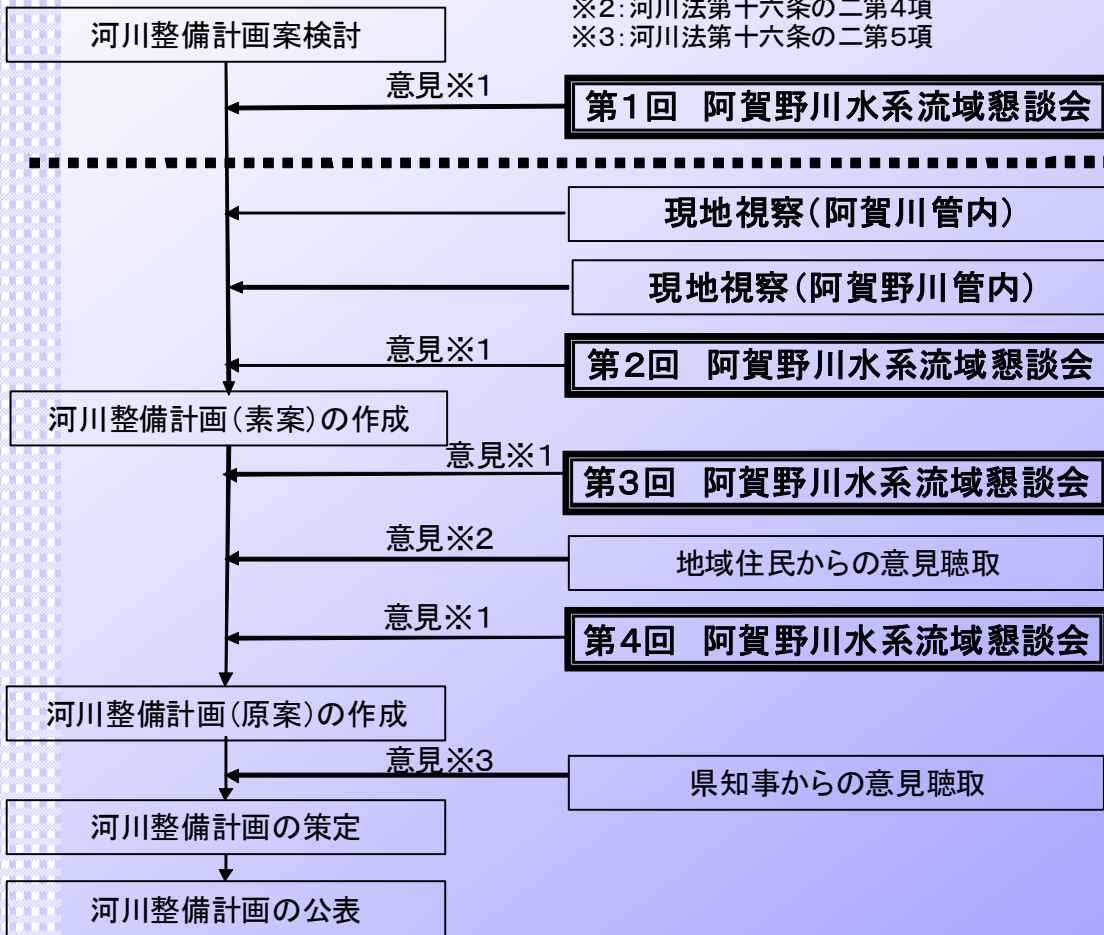 ※2:河川法第十六条の二第4項
河川整備計画案検討
※3:河川法第十六条の二第5項
意見※1
第1回 阿賀野川水系流域懇談会
現地視察(阿賀川管内)
現地視察(阿賀野川管内)
意見※1
第2回 阿賀野川水系流域懇談会
河川整備計画(素案)の作成
意見※1
第3回 阿賀野川水系流域懇談会
意見※2
地域住民からの意見聴取
意見※1
第4回 阿賀野川水系流域懇談会
河川整備計画(原案)の作成
意見※3
県知事からの意見聴取
河川整備計画の策定
河川整備計画の公表